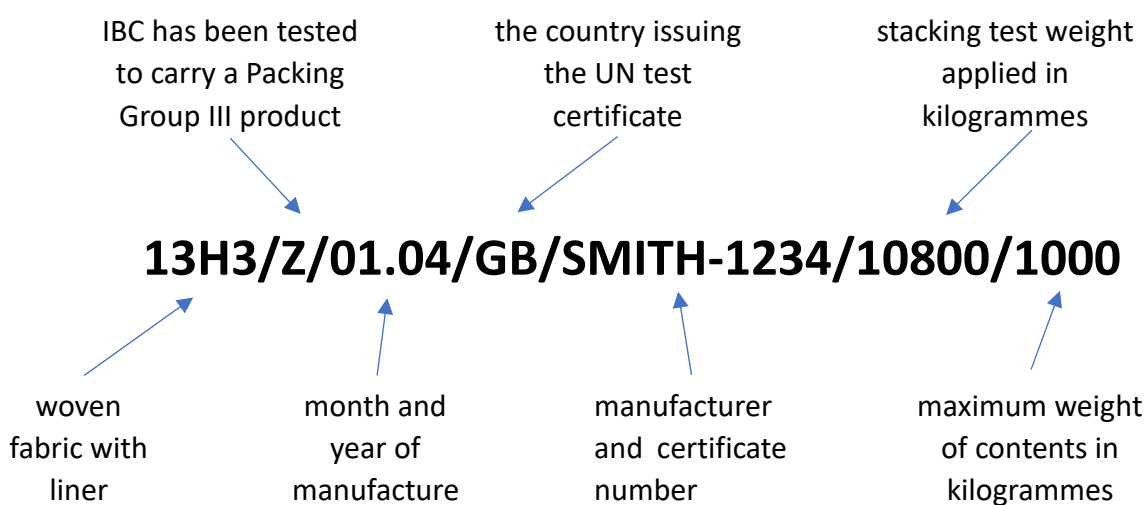 IBC has been tested
to carry a Packing
Group III product
the country issuing
the UN test
certificate
stacking test weight
applied in
kilogrammes
13H3/Z/01.04/GB/SMITH-1234/10800/1000
woven
fabric with
liner
month and
year of
manufacture
manufacturer
and certificate
number
maximum weight
of contents in
kilogrammes